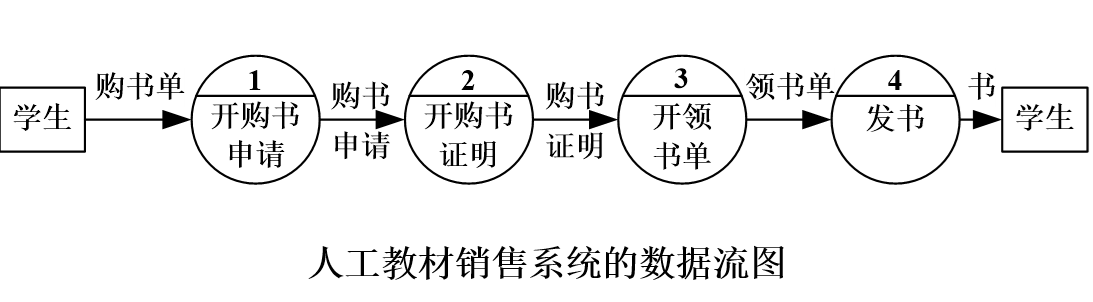 学生
购书单
1
开购书
申请
购书
申请
2
开购书
证明
购书
证明
3
开领
书单
领书单
4
发书
书
学生
人工教材销售系统的数据流图